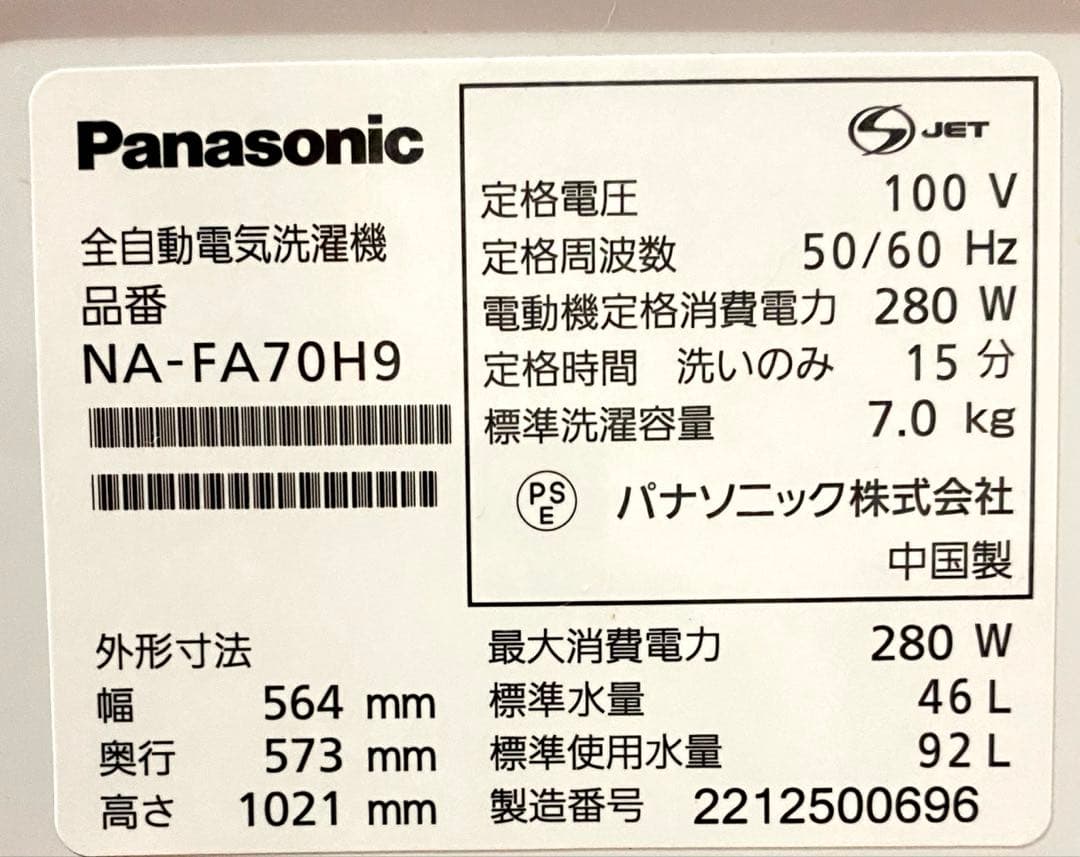 Panasonic
全自動電気洗濯機
品番
NA-FA70H9
JET
定格電圧 100 V
定格周波数 50/60 Hz
電動機定格消費電力 280 W
定格時間 洗いのみ 15 分
標準洗濯容量 7.0 kg
PSE パナソニック株式会社
中国製
外形寸法
幅 564 mm
奥行 573 mm
高さ 1021 mm
最大消費電力 280 W
標準水量 46 L
標準使用水量 92 L
製造番号 2212500696